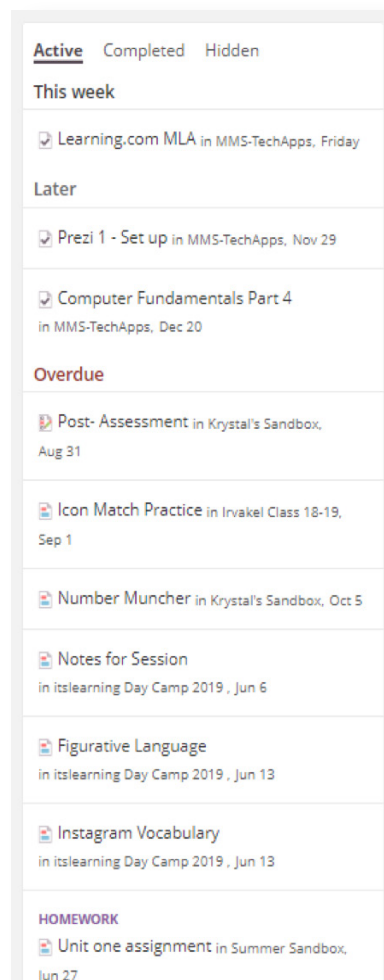 Active Completed Hidden
This week
Learning.com MLA in MMS-TechApps, Friday
Later
Prezi 1 - Set up in MMS-TechApps, Nov 29
Computer Fundamentals Part 4
in MMS-TechApps, Dec 20
Overdue
Post- Assessment in Krystal's Sandbox,
Aug 31
Icon Match Practice in Irvakel Class 18-19,
Sep 1
Number Muncher in Krystal's Sandbox, Oct 5
Notes for Session
in itslearning Day Camp 2019 , Jun 6
Figurative Language
in itslearning Day Camp 2019 , Jun 13
Instagram Vocabulary
in itslearning Day Camp 2019 , Jun 13
HOMEWORK
Unit one assignment in Summer Sandbox,
Jun 27